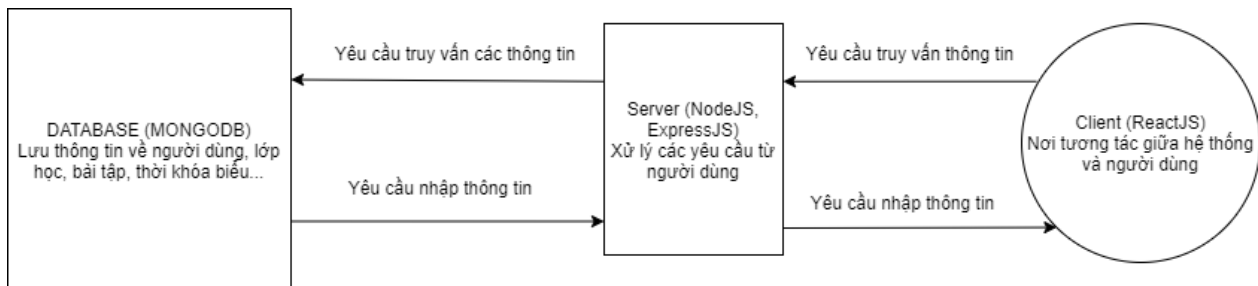 Yêu cầu truy vấn các thông tin
Yêu cầu truy vấn thông tin
DATABASE (MONGODB)
Lưu thông tin về người dùng, lớp
học, bài tập, thời khóa biểu...
Server (NodeJS,
ExpressJS)
Xử lý các yêu cầu từ
người dùng
Client (ReactJS)
Nơi tương tác giữa hệ thống
và người dùng
Yêu cầu nhập thông tin
Yêu cầu nhập thông tin